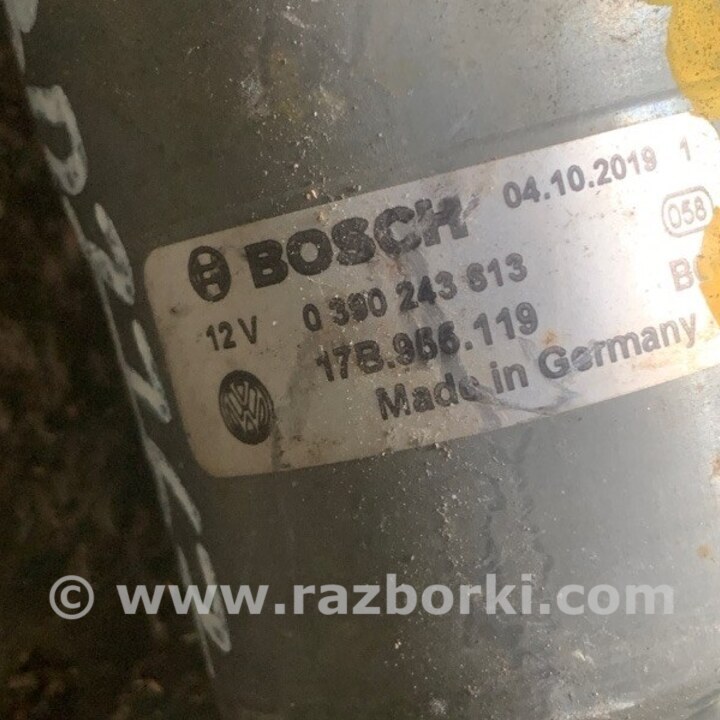 BOSCH 04.10.2019 1
058
12 V 0 390 243 613
17B.955.119
Made in Germany
© www.razborki.com